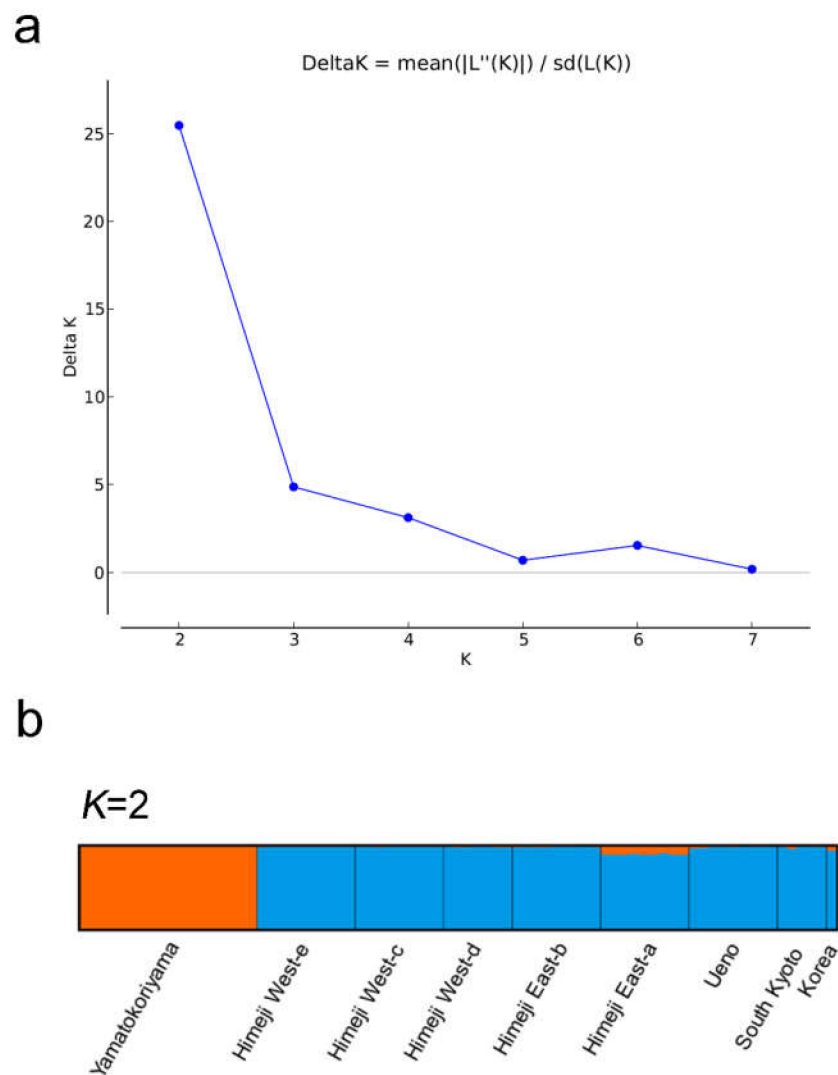 a
DeltaK = mean(|L''(K)|) / sd(L(K))
25
20
15
10
5
0
Delta K
2 3 4 5 6 7
K
b
K=2
Yamatokoriyama
Himeji West-e
Himeji West-c
Himeji West-d
Himeji East-b
Himeji East-a
Ueno
South Kyoto
Korea